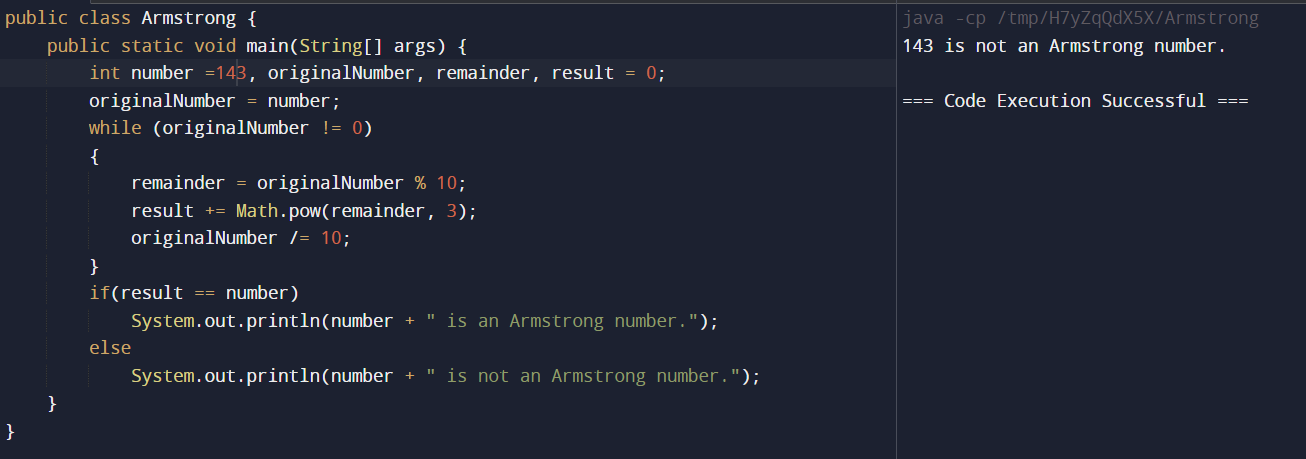 public class Armstrong {
public static void main(String[] args) {
int number =143, originalNumber, remainder, result = 0;
originalNumber = number;
while (originalNumber != 0)
{
remainder = originalNumber % 10;
result += Math.pow(remainder, 3);
originalNumber /= 10;
}
if(result == number)
System.out.println(number + " is an Armstrong number.");
else
System.out.println(number + " is not an Armstrong number.");
}
}
java -cp /tmp/H7yZqQdX5X/Armstrong
143 is not an Armstrong number.
=== Code Execution Successful ===